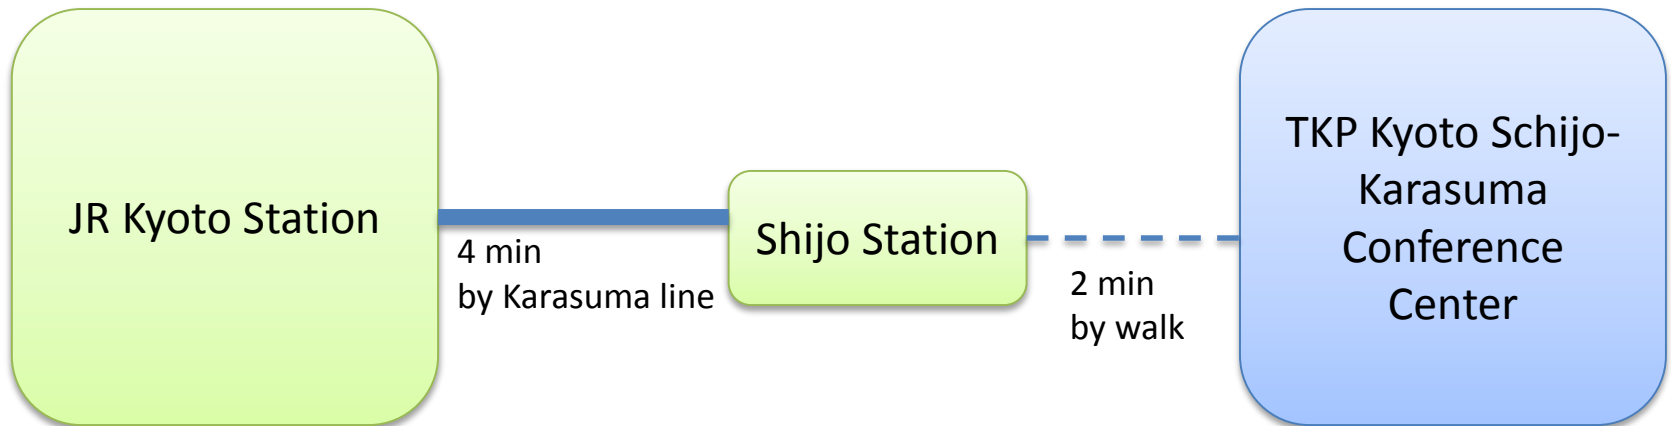 JR Kyoto Station
4 min
by Karasuma line
Shijo Station
2 min
by walk
TKP Kyoto Schijo-
Karasuma
Conference
Center